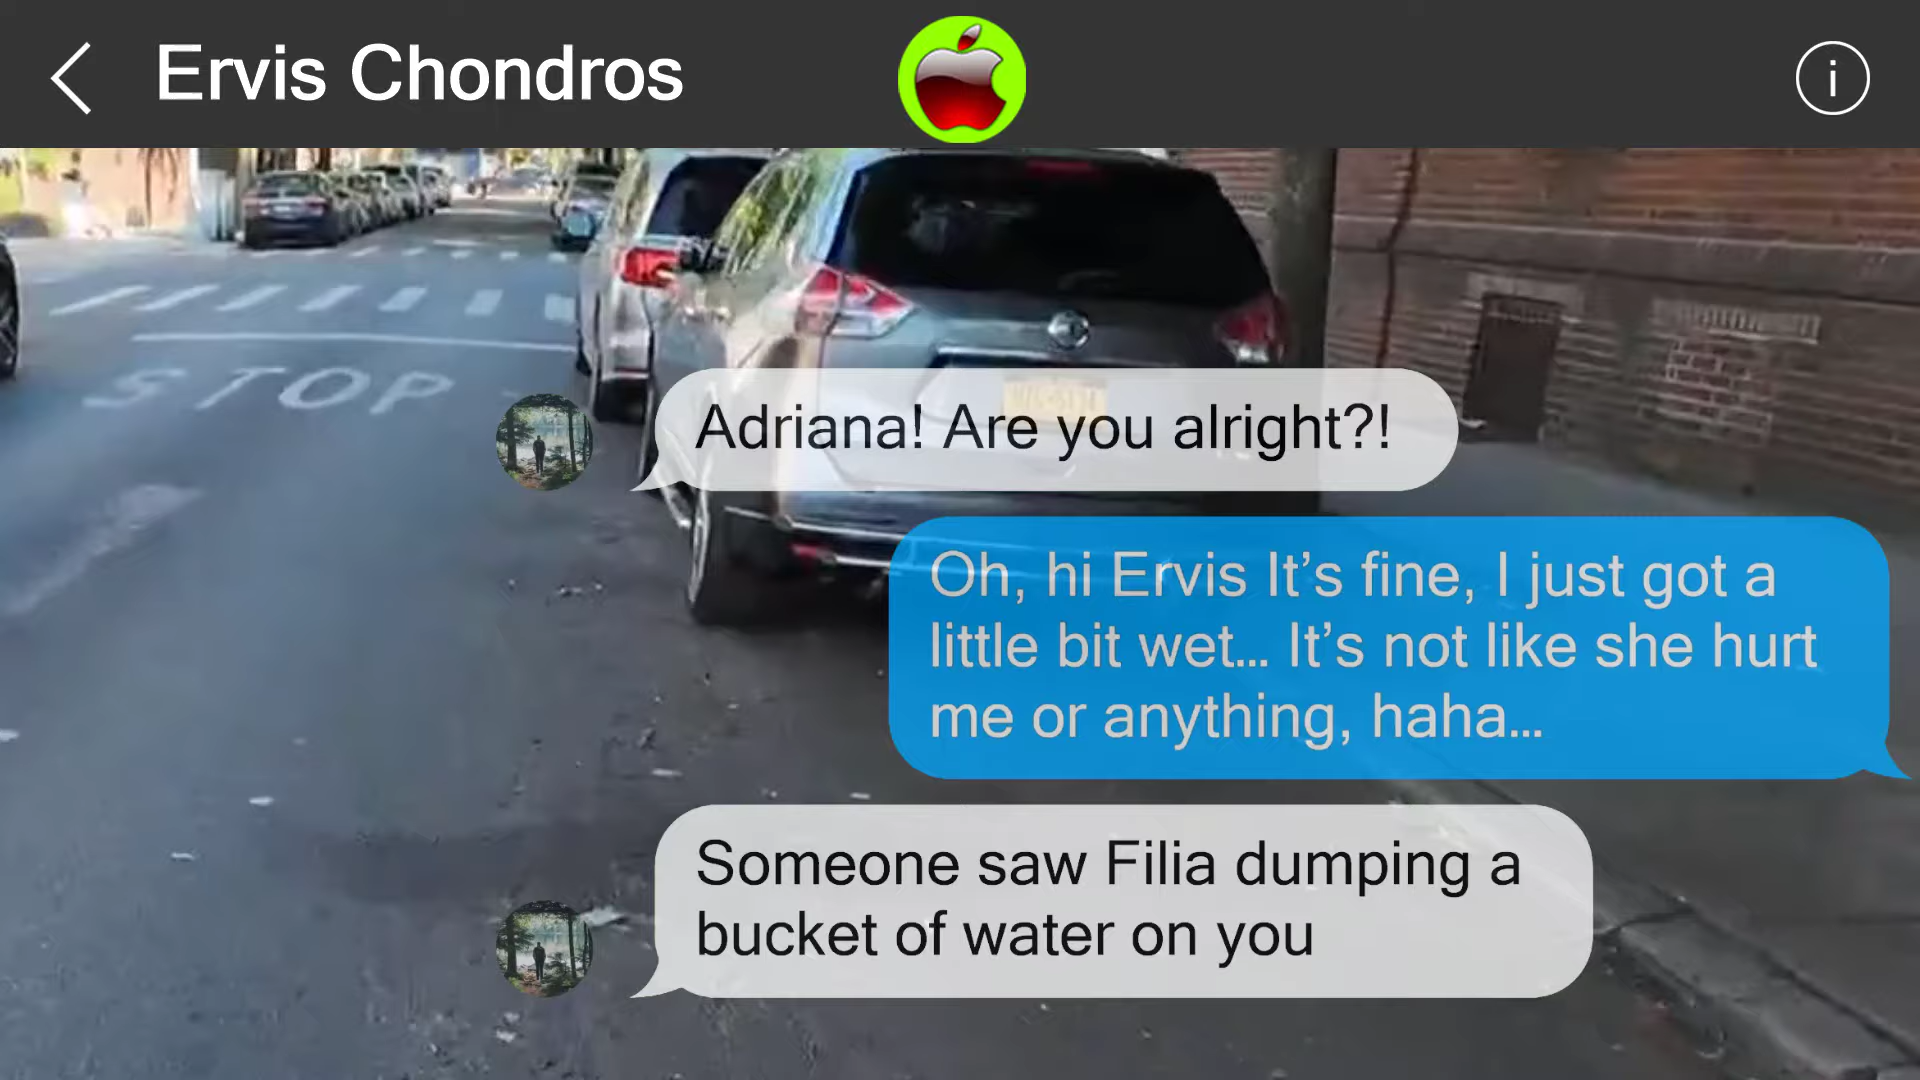 Ervis Chondros
i
STOP
Adriana! Are you alright?!
Oh, hi Ervis It’s fine, I just got a
little bit wet... It’s not like she hurt
me or anything, haha...
Someone saw Filia dumping a
bucket of water on you